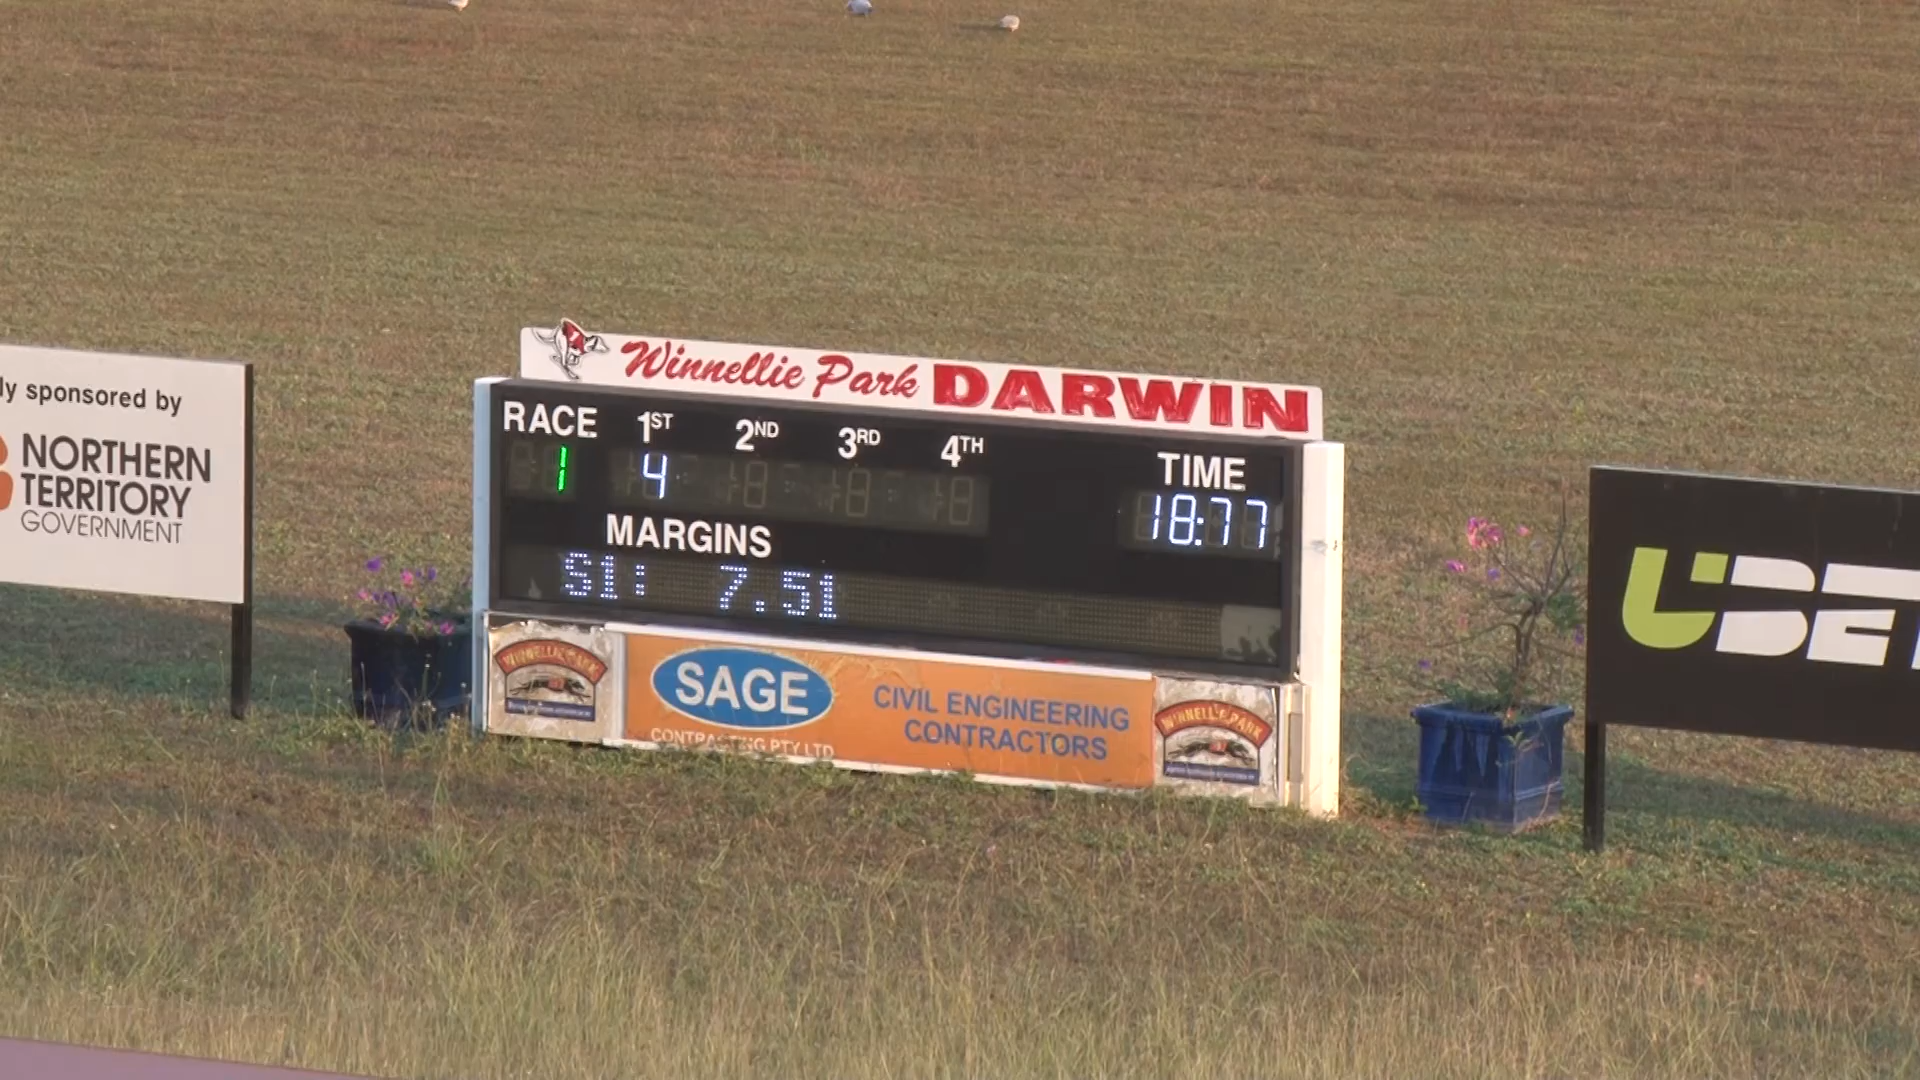 ly sponsored by
NORTHERN
TERRITORY
GOVERNMENT
Winnellie Park DARWIN
RACE 1ST 2ND 3RD 4TH TIME
1 4 18:77
MARGINS
S1: 7.51
WINNELLIE PARK
SAGE
CONTRACTING PTY LTD
CIVIL ENGINEERING
CONTRACTORS
WINNELLIE PARK
UBET